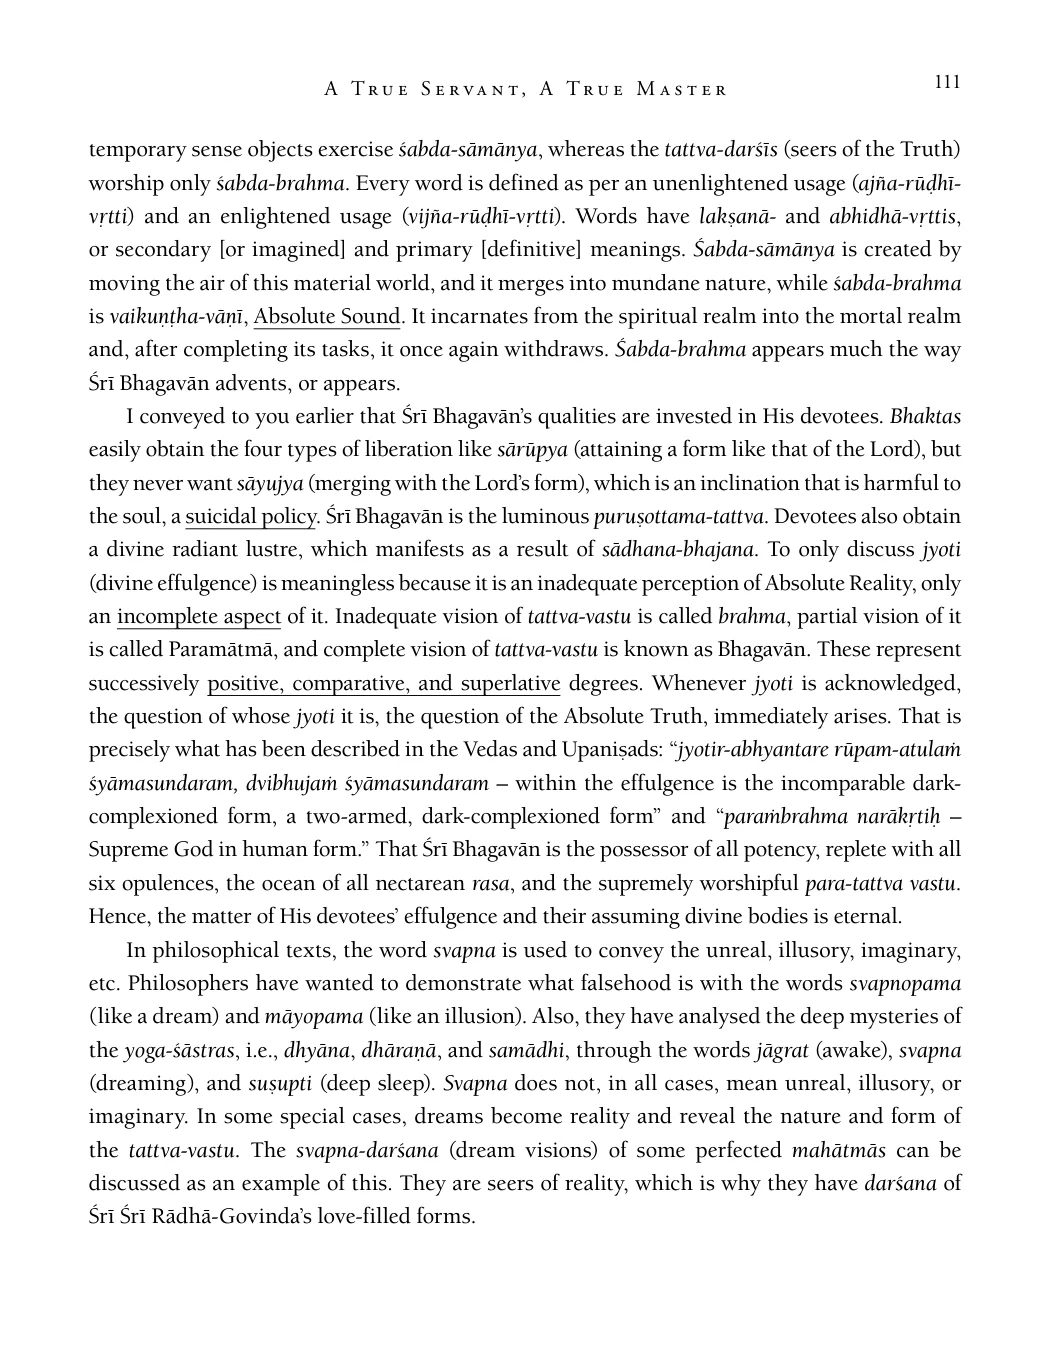 A True Servant, A True Master
111
temporary sense objects exercise śabda-sāmānya, whereas the tattva-darśīs (seers of the Truth)
worship only śabda-brahma. Every word is defined as per an unenlightened usage (ajña-rūḍhī-
vṛtti) and an enlightened usage (vijña-rūḍhī-vṛtti). Words have lakṣanā- and abhidhā-vṛttis,
or secondary [or imagined] and primary [definitive] meanings. Śabda-sāmānya is created by
moving the air of this material world, and it merges into mundane nature, while śabda-brahma
is vaikuṇṭha-vāṇī, Absolute Sound. It incarnates from the spiritual realm into the mortal realm
and, after completing its tasks, it once again withdraws. Śabda-brahma appears much the way
Śrī Bhagavān advents, or appears.
I conveyed to you earlier that Śrī Bhagavān’s qualities are invested in His devotees. Bhaktas
easily obtain the four types of liberation like sārūpya (attaining a form like that of the Lord), but
they never want sāyujya (merging with the Lord’s form), which is an inclination that is harmful to
the soul, a suicidal policy. Śrī Bhagavān is the luminous puruṣottama-tattva. Devotees also obtain
a divine radiant lustre, which manifests as a result of sādhana-bhajana. To only discuss jyoti
(divine effulgence) is meaningless because it is an inadequate perception of Absolute Reality, only
an incomplete aspect of it. Inadequate vision of tattva-vastu is called brahma, partial vision of it
is called Paramātmā, and complete vision of tattva-vastu is known as Bhagavān. These represent
successively positive, comparative, and superlative degrees. Whenever jyoti is acknowledged,
the question of whose jyoti it is, the question of the Absolute Truth, immediately arises. That is
precisely what has been described in the Vedas and Upaniṣads: “jyotir-abhyantare rūpam-atulaṁ
śyāmasundaram, dvibhujaṁ śyāmasundaram – within the effulgence is the incomparable dark-
complexioned form, a two-armed, dark-complexioned form” and “paraṁbrahma narākṛtiḥ –
Supreme God in human form.” That Śrī Bhagavān is the possessor of all potency, replete with all
six opulences, the ocean of all nectarean rasa, and the supremely worshipful para-tattva vastu.
Hence, the matter of His devotees’ effulgence and their assuming divine bodies is eternal.
In philosophical texts, the word svapna is used to convey the unreal, illusory, imaginary,
etc. Philosophers have wanted to demonstrate what falsehood is with the words svapnopama
(like a dream) and māyopama (like an illusion). Also, they have analysed the deep mysteries of
the yoga-śāstras, i.e., dhyāna, dhāraṇā, and samādhi, through the words jāgrat (awake), svapna
(dreaming), and suṣupti (deep sleep). Svapna does not, in all cases, mean unreal, illusory, or
imaginary. In some special cases, dreams become reality and reveal the nature and form of
the tattva-vastu. The svapna-darśana (dream visions) of some perfected mahātmās can be
discussed as an example of this. They are seers of reality, which is why they have darśana of
Śrī Śrī Rādhā-Govinda’s love-filled forms.